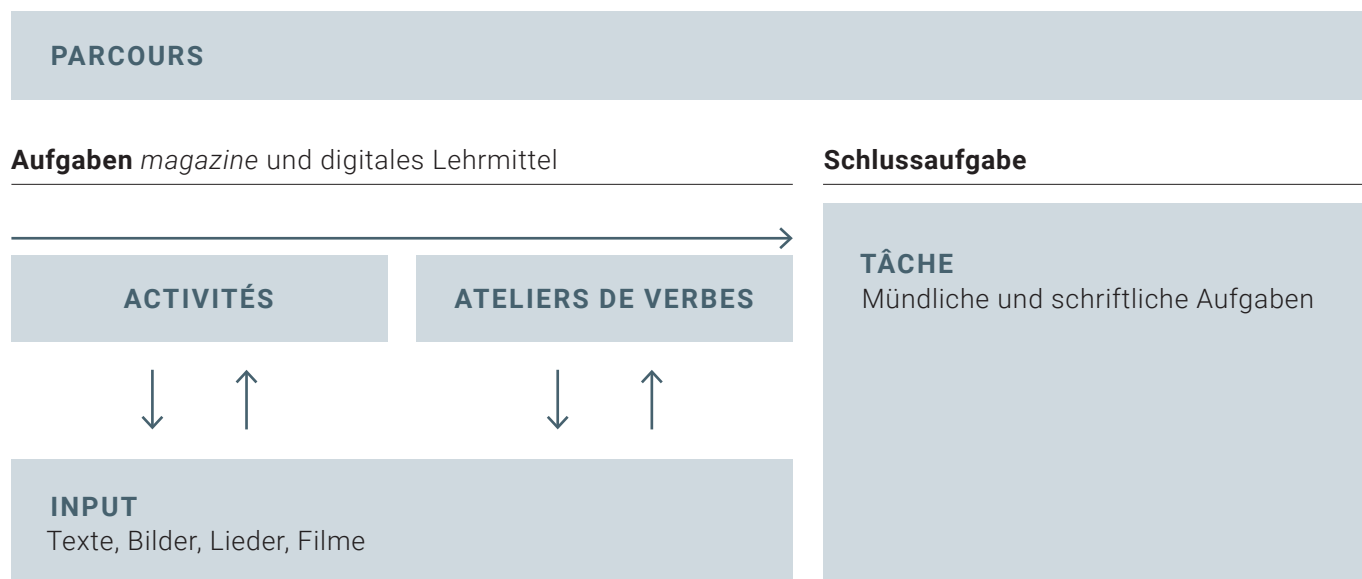 PARCOURS
Aufgaben magazine und digitales Lehrmittel
ACTIVITÉS
ATELIERS DE VERBES
INPUT
Texte, Bilder, Lieder, Filme
Schlussaufgabe
TÂCHE
Mündliche und schriftliche Aufgaben